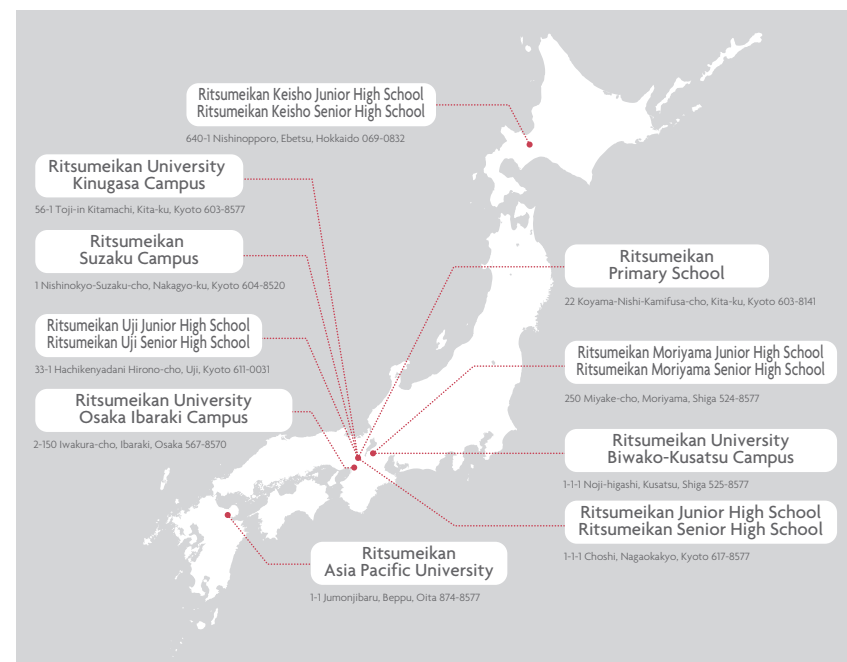 Ritsumeikan Keisho Junior High School
Ritsumeikan Keisho Senior High School
640-1 Nishinopporo, Ebetsu, Hokkaido 069-0832
Ritsumeikan University
Kinugasa Campus
56-1 Toji-in Kitamachi, Kita-ku, Kyoto 603-8577
Ritsumeikan
Suzaku Campus
1 Nishinokyo-Suzaku-cho, Nakagyo-ku, Kyoto 604-8520
Ritsumeikan Uji Junior High School
Ritsumeikan Uji Senior High School
33-1 Hachikenyadani Hirono-cho, Uji, Kyoto 611-0031
Ritsumeikan University
Osaka Ibaraki Campus
2-150 Iwakura-cho, Ibaraki, Osaka 567-8570
Ritsumeikan
Primary School
22 Koyama-Nishi-Kamifusa-cho, Kita-ku, Kyoto 603-8141
Ritsumeikan Moriyama Junior High School
Ritsumeikan Moriyama Senior High School
250 Miyake-cho, Moriyama, Shiga 524-8577
Ritsumeikan University
Biwako-Kusatsu Campus
1-1-1 Noji-higashi, Kusatsu, Shiga 525-8577
Ritsumeikan Junior High School
Ritsumeikan Senior High School
1-1-1 Choshi, Nagaokakyo, Kyoto 617-8577
Ritsumeikan
Asia Pacific University
1-1 Jumonjibaru, Beppu, Oita 874-8577